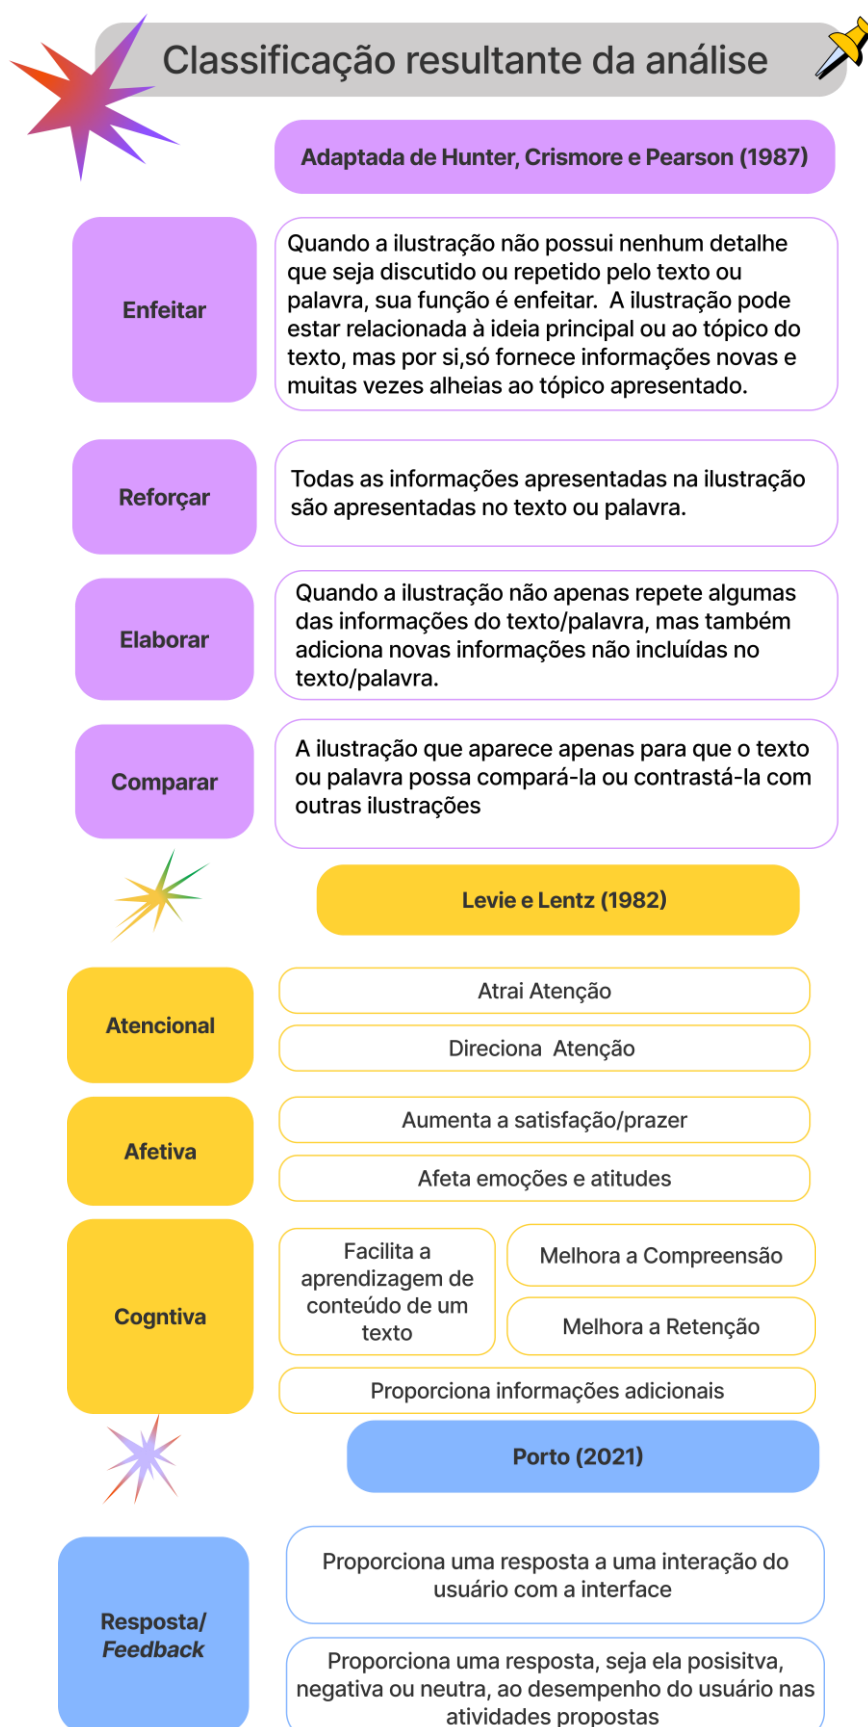 Classificação resultante da análise
Adaptada de Hunter, Crismore e Pearson (1987)
Enfeitar
Quando a ilustração não possui nenhum detalhe
que seja discutido ou repetido pelo texto ou
palavra, sua função é enfeitar.  A ilustração pode
estar relacionada à ideia principal ou ao tópico do
texto, mas por si,só fornece informações novas e
muitas vezes alheias ao tópico apresentado.
Reforçar
Todas as informações apresentadas na ilustração
são apresentadas no texto ou palavra.
Elaborar
Quando a ilustração não apenas repete algumas
das informações do texto/palavra, mas também
adiciona novas informações não incluídas no
texto/palavra.
Comparar
A ilustração que aparece apenas para que o texto
ou palavra possa compará-la ou contrastá-la com
outras ilustrações
Levie e Lentz (1982)
Atencional
Atrai Atenção
Direciona  Atenção
Afetiva
Aumenta a satisfação/prazer
Afeta emoções e atitudes
Cogntiva
Facilita a
aprendizagem de
conteúdo de um
texto
Melhora a Compreensão
Melhora a Retenção
Proporciona informações adicionais
Porto (2021)
Resposta/
Feedback
Proporciona uma resposta a uma interação do
usuário com a interface
Proporciona uma resposta, seja ela posisitva,
negativa ou neutra, ao desempenho do usuário nas
atividades propostas